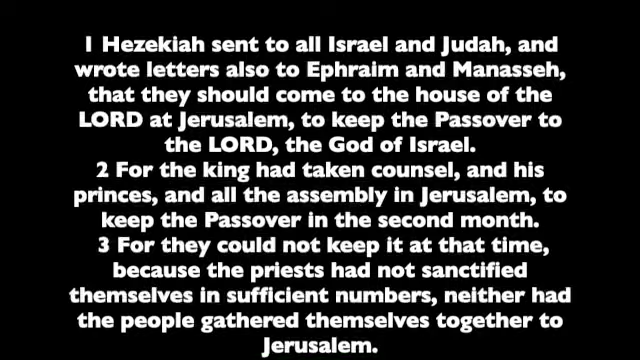 1 Hezekiah sent to all Israel and Judah, and
wrote letters also to Ephraim and Manasseh,
that they should come to the house of the
LORD at Jerusalem, to keep the Passover to
the LORD, the God of Israel.
2 For the king had taken counsel, and his
princes, and all the assembly in Jerusalem, to
keep the Passover in the second month.
3 For they could not keep it at that time,
because the priests had not sanctified
themselves in sufficient numbers, neither had
the people gathered themselves together to
Jerusalem.